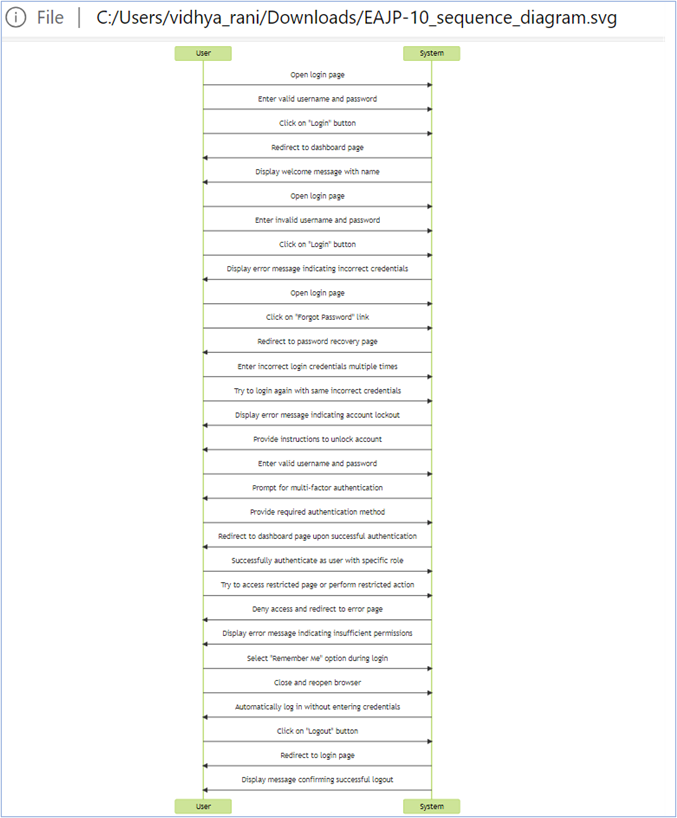 File | C:/Users/vidhya_rani/Downloads/EAJP-10_sequence_diagram.svg
User System
Open login page
Enter valid username and password
Click on "Login" button
Redirect to dashboard page
Display welcome message with name
Open login page
Enter invalid username and password
Click on "Login" button
Display error message indicating incorrect credentials
Open login page
Click on "Forgot Password" link
Redirect to password recovery page
Enter incorrect login credentials multiple times
Try to login again with same incorrect credentials
Display error message indicating account lockout
Provide instructions to unlock account
Enter valid username and password
Prompt for multi-factor authentication
Provide required authentication method
Redirect to dashboard page upon successful authentication
Successfully authenticate as user with specific role
Try to access restricted page or perform restricted action
Deny access and redirect to error page
Display error message indicating insufficient permissions
Select "Remember Me" option during login
Close and reopen browser
Automatically log in without entering credentials
Click on "Logout" button
Redirect to login page
Display message confirming successful logout
User System